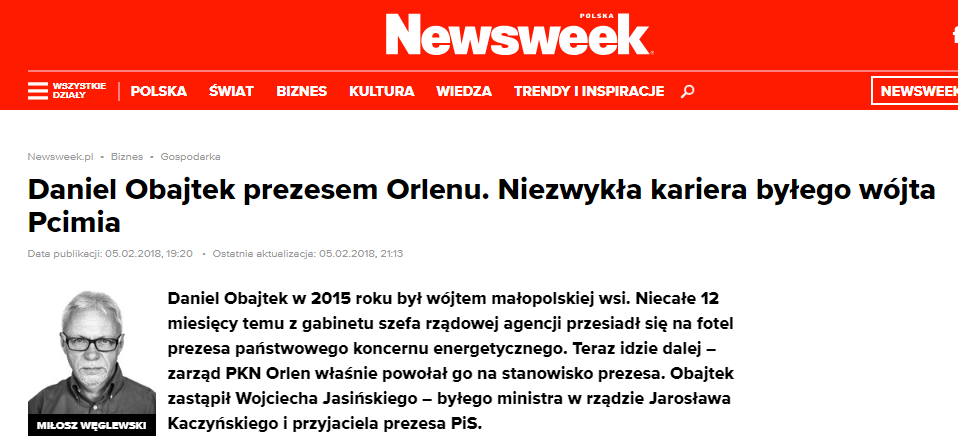 POLSKA
Newsweek
WSZYSTKIE
DZIAŁY
POLSKA ŚWIAT BIZNES KULTURA WIEDZA TRENDY I INSPIRACJE
NEWSWEEK
Newsweek.pl • Biznes • Gospodarka
Daniel Obajtek prezesem Orlenu. Niezwykła kariera byłego wójta
Pcimia
Data publikacji: 05.02.2018, 19:20 • Ostatnia aktualizacja: 05.02.2018, 21:13
Daniel Obajtek w 2015 roku był wójtem małopolskiej wsi. Niecałe 12
miesięcy temu z gabinetu szefa rządowej agencji przesiadł się na fotel
prezesa państwowego koncernu energetycznego. Teraz idzie dalej –
zarząd PKN Orlen właśnie powołał go na stanowisko prezesa. Obajtek
zastąpił Wojciecha Jasińskiego – byłego ministra w rządzie Jarosława
Kaczyńskiego i przyjaciela prezesa PiS.
MIŁOSZ WĘGLEWSKI